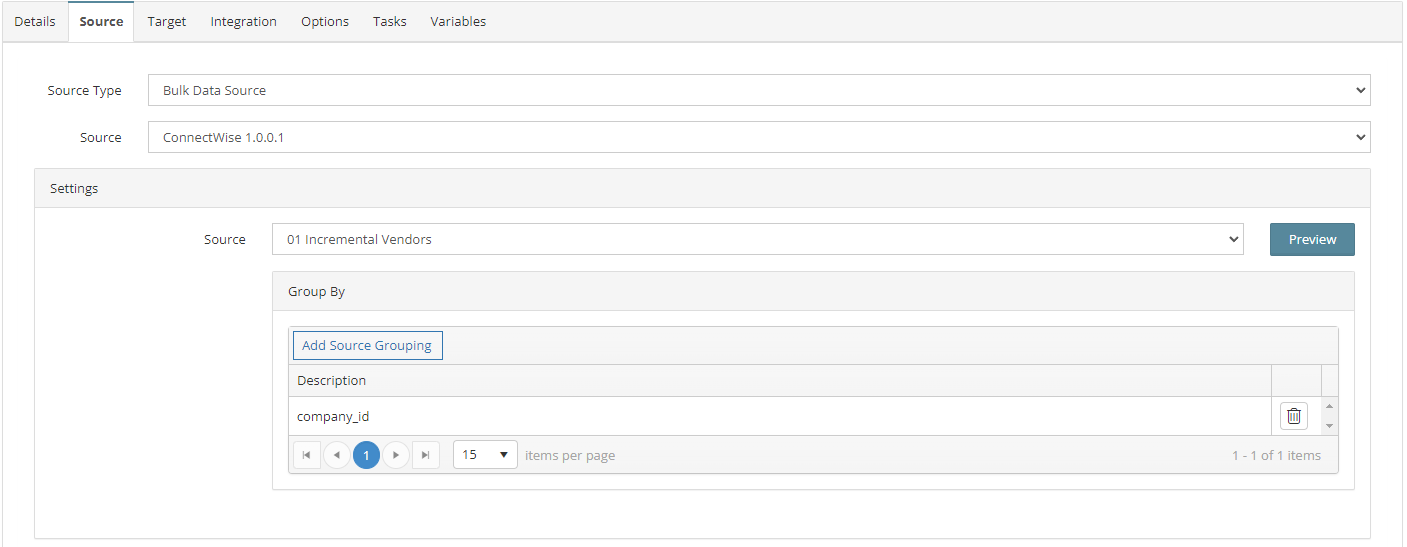 Details Source Target Integration Options Tasks Variables
Source Type Bulk Data Source
Source ConnectWise 1.0.0.1
Settings
Source 01 Incremental Vendors Preview
Group By
Add Source Grouping
Description
company_id
1 15 items per page 1 - 1 of 1 items